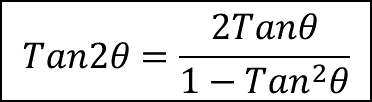 Tan2θ = 2Tanθ / 1 − Tan²θ